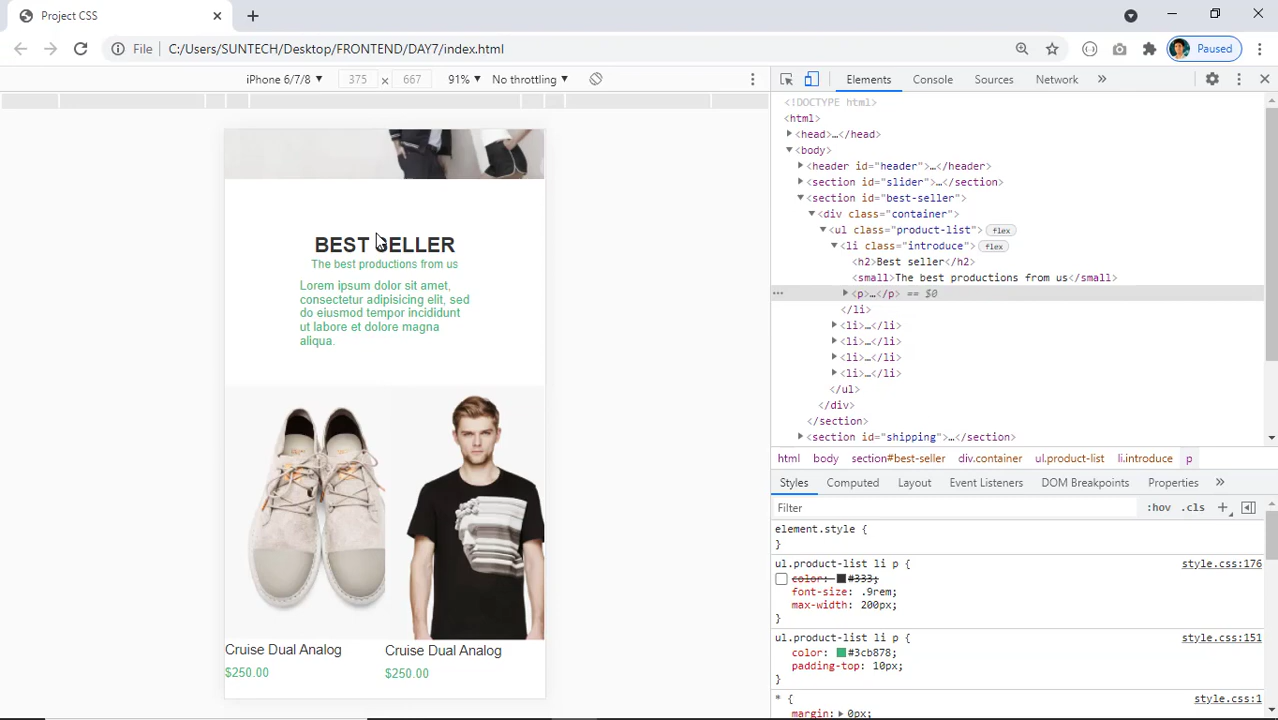 Project CSS
Paused
File C:/Users/SUNTECH/Desktop/FRONTEND/DAY7/index.html
iPhone 6/7/8 375 × 667 91% No throttling
Elements Console Sources Network »
BEST SELLER
The best productions from us
Lorem ipsum dolor sit amet,
consectetur adipisicing elit, sed
do eiusmod tempor incididunt
ut labore et dolore magna
aliqua.
Cruise Dual Analog Cruise Dual Analog
$250.00 $250.00
<!DOCTYPE html>
<html>
<head>…</head>
<body>
<header id="header">…</header>
<section id="slider">…</section>
<section id="best-seller">
<div class="container">
<ul class="product-list"> flex
<li class="introduce"> flex
<h2>Best seller</h2>
<small>The best productions from us</small>
… <p>…</p> == $0
</li>
<li>…</li>
<li>…</li>
<li>…</li>
<li>…</li>
</ul>
</div>
</section>
<section id="shipping">…</section>
html body section#best-seller div.container ul.product-list li.introduce p
Styles Computed Layout Event Listeners DOM Breakpoints Properties »
Filter :hov .cls +
element.style {
}
ul.product-list li p { style.css:176
color: #333;
font-size: .9rem;
max-width: 200px;
}
ul.product-list li p { style.css:151
color: #3cb878;
padding-top: 10px;
}
* { style.css:1
margin: 0px;